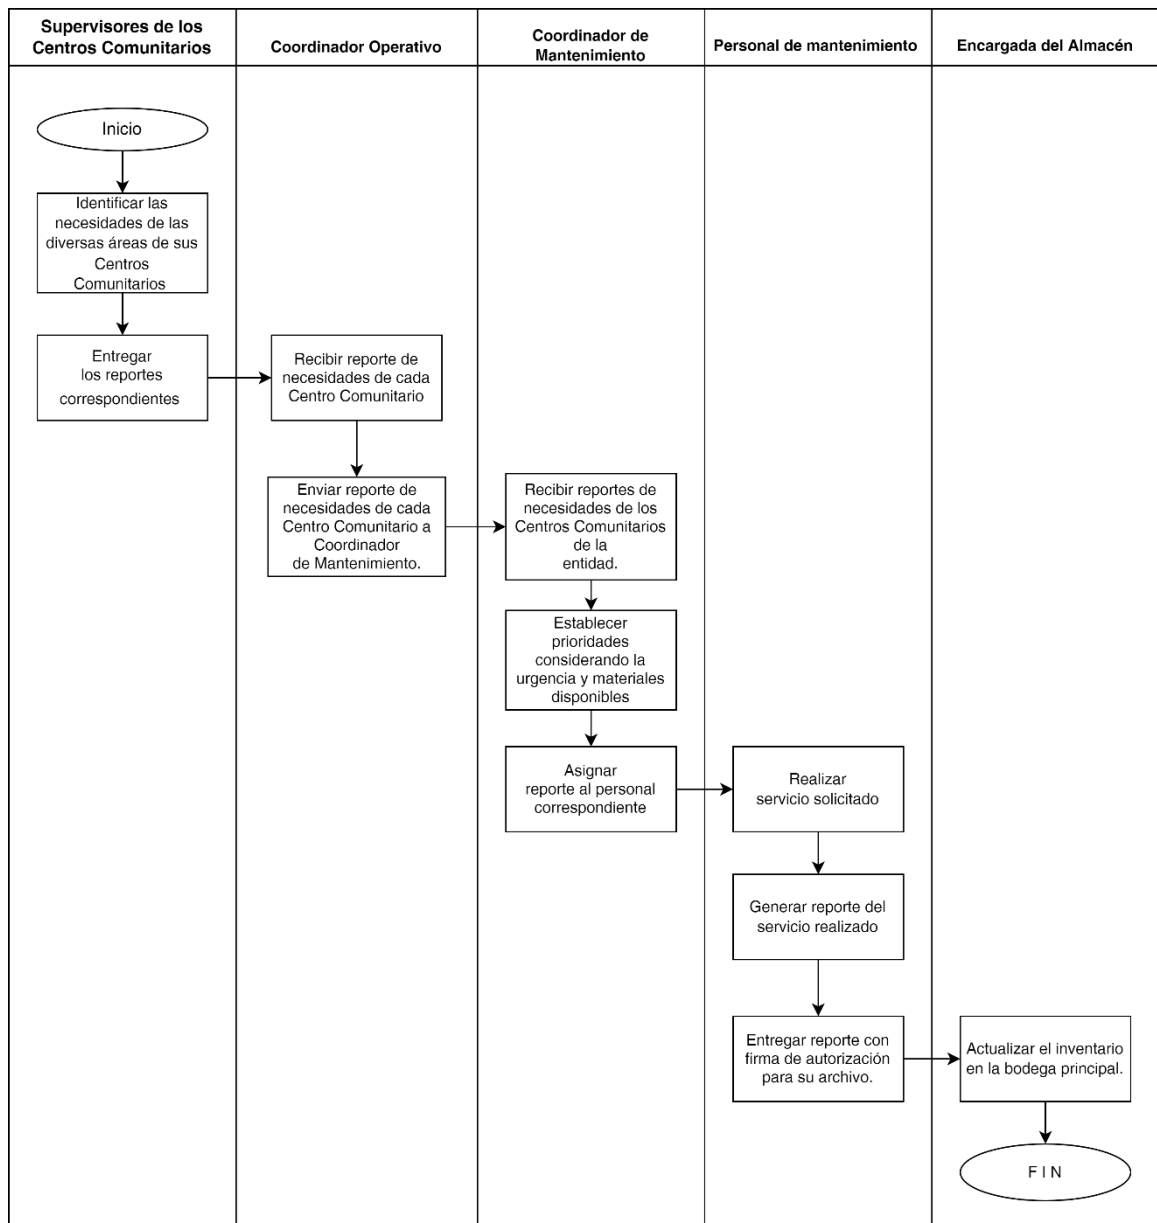 Supervisores de los
Centros Comunitarios
Coordinador Operativo
Coordinador de
Mantenimiento
Personal de mantenimiento
Encargada del Almacén
Inicio
Identificar las
necesidades de las
diversas áreas de sus
Centros
Comunitarios
Entregar
los reportes
correspondientes
Recibir reporte de
necesidades de cada
Centro Comunitario
Enviar reporte de
necesidades de cada
Centro Comunitario a
Coordinador
de Mantenimiento.
Recibir reportes de
necesidades de los
Centros Comunitarios
de la
entidad.
Establecer
prioridades
considerando la
urgencia y materiales
disponibles
Asignar
reporte al personal
correspondiente
Realizar
servicio solicitado
Generar reporte del
servicio realizado
Entregar reporte con
firma de autorización
para su archivo.
Actualizar el inventario
en la bodega principal.
F I N